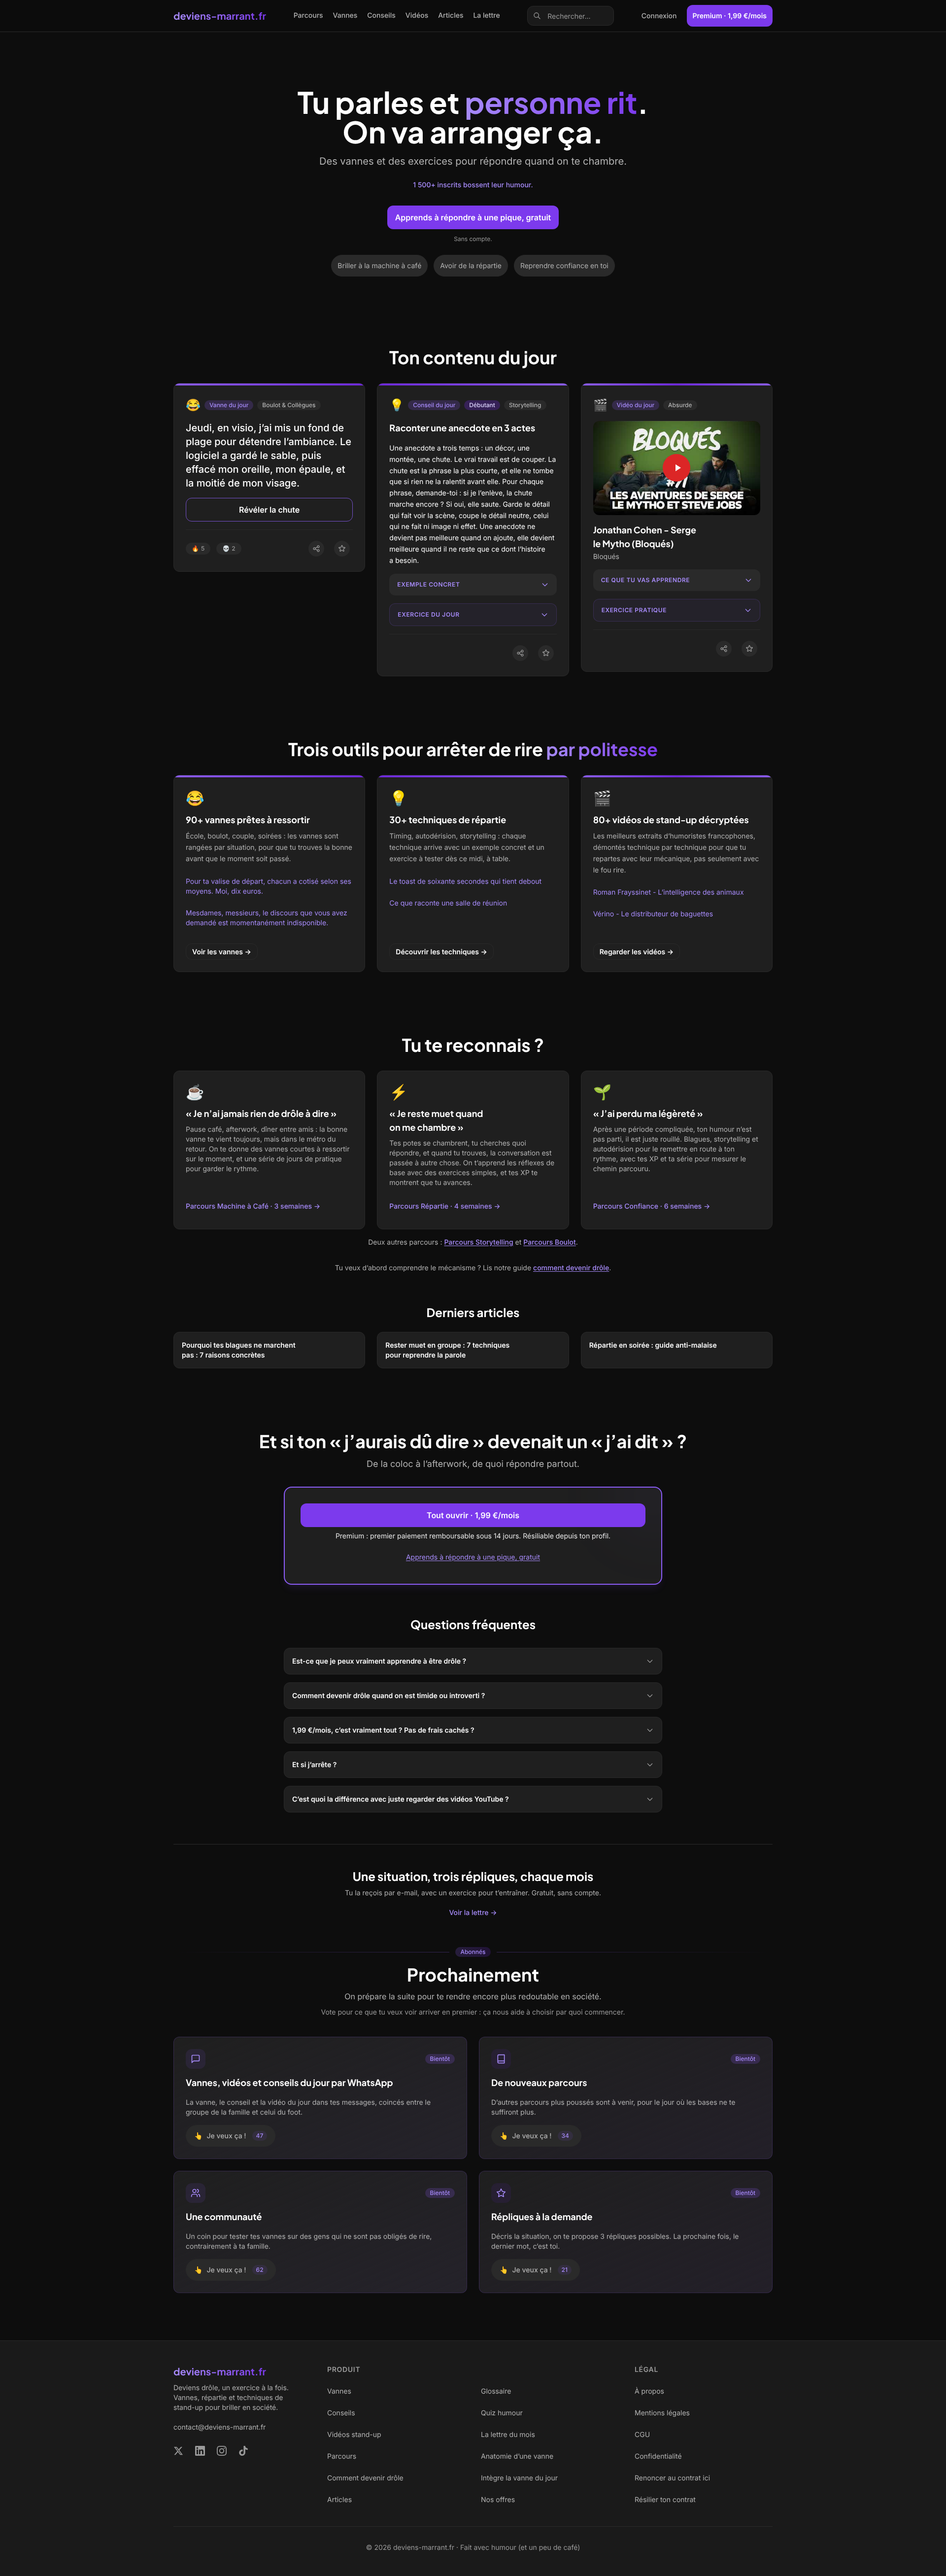 deviens-marrant.fr
Parcours
Vannes
Conseils
Vidéos
Articles
La lettre
Rechercher...
Connexion
Premium · 1,99 €/mois
Tu parles et personne rit.
On va arranger ça.
Des vannes et des exercices pour répondre quand on te chambre.
1 500+ inscrits bossent leur humour.
Apprends à répondre à une pique, gratuit
Sans compte.
Briller à la machine à café
Avoir de la répartie
Reprendre confiance en toi
Ton contenu du jour
😂 Vanne du jour
Boulot & Collègues
Jeudi, en visio, j’ai mis un fond de
plage pour détendre l’ambiance. Le
logiciel a gardé le sable, puis
effacé mon oreille, mon épaule, et
la moitié de mon visage.
Révéler la chute
🔥 5
💀 2
💡 Conseil du jour
Débutant
Storytelling
Raconter une anecdote en 3 actes
Une anecdote a trois temps : un décor, une
montée, une chute. Le vrai travail est de couper. La
chute est la phrase la plus courte, et elle ne tombe
que si rien ne la ralentit avant elle. Pour chaque
phrase, demande-toi : si je l’enlève, la chute
marche encore ? Si oui, elle saute. Garde le détail
qui fait voir la scène, coupe le détail neutre, celui
qui ne fait ni image ni effet. Une anecdote ne
devient pas meilleure quand on ajoute, elle devient
meilleure quand il ne reste que ce dont l’histoire
a besoin.
EXEMPLE CONCRET
EXERCICE DU JOUR
🎬 Vidéo du jour
Absurde
BLOQUÉS
#71
LES AVENTURES DE SERGE
LE MYTHO ET STEVE JOBS
Jonathan Cohen - Serge
le Mytho (Bloqués)
Bloqués
CE QUE TU VAS APPRENDRE
EXERCICE PRATIQUE
Trois outils pour arrêter de rire par politesse
😂
90+ vannes prêtes à ressortir
École, boulot, couple, soirées : les vannes sont
rangées par situation, pour que tu trouves la bonne
avant que le moment soit passé.
Pour ta valise de départ, chacun a cotisé selon ses
moyens. Moi, dix euros.
Mesdames, messieurs, le discours que vous avez
demandé est momentanément indisponible.
Voir les vannes →
💡
30+ techniques de répartie
Timing, autodérision, storytelling : chaque
technique arrive avec un exemple concret et un
exercice à tester dès ce midi, à table.
Le toast de soixante secondes qui tient debout
Ce que raconte une salle de réunion
Découvrir les techniques →
🎬
80+ vidéos de stand-up décryptées
Les meilleurs extraits d’humoristes francophones,
démontés technique par technique pour que tu
repartes avec leur mécanique, pas seulement avec
le fou rire.
Roman Frayssinet - L’intelligence des animaux
Vérino - Le distributeur de baguettes
Regarder les vidéos →
Tu te reconnais ?
☕
« Je n’ai jamais rien de drôle à dire »
Pause café, afterwork, dîner entre amis : la bonne
vanne te vient toujours, mais dans le métro du
retour. On te donne des vannes courtes à ressortir
sur le moment, et une série de jours de pratique
pour garder le rythme.
Parcours Machine à Café · 3 semaines →
⚡
« Je reste muet quand
on me chambre »
Tes potes se chambrent, tu cherches quoi
répondre, et quand tu trouves, la conversation est
passée à autre chose. On t’apprend les réflexes de
base avec des exercices simples, et tes XP te
montrent que tu avances.
Parcours Répartie · 4 semaines →
🌱
« J’ai perdu ma légèreté »
Après une période compliquée, ton humour n’est
pas parti, il est juste rouillé. Blagues, storytelling et
autodérision pour le remettre en route à ton
rythme, avec tes XP et ta série pour mesurer le
chemin parcouru.
Parcours Confiance · 6 semaines →
Deux autres parcours : Parcours Storytelling et Parcours Boulot.
Tu veux d’abord comprendre le mécanisme ? Lis notre guide comment devenir drôle.
Derniers articles
Pourquoi tes blagues ne marchent
pas : 7 raisons concrètes
Rester muet en groupe : 7 techniques
pour reprendre la parole
Répartie en soirée : guide anti-malaise
Et si ton « j’aurais dû dire » devenait un « j’ai dit » ?
De la coloc à l’afterwork, de quoi répondre partout.
Tout ouvrir · 1,99 €/mois
Premium : premier paiement remboursable sous 14 jours. Résiliable depuis ton profil.
Apprends à répondre à une pique, gratuit
Questions fréquentes
Est-ce que je peux vraiment apprendre à être drôle ?
Comment devenir drôle quand on est timide ou introverti ?
1,99 €/mois, c’est vraiment tout ? Pas de frais cachés ?
Et si j’arrête ?
C’est quoi la différence avec juste regarder des vidéos YouTube ?
Une situation, trois répliques, chaque mois
Tu la reçois par e-mail, avec un exercice pour t’entraîner. Gratuit, sans compte.
Voir la lettre →
Abonnés
Prochainement
On prépare la suite pour te rendre encore plus redoutable en société.
Vote pour ce que tu veux voir arriver en premier : ça nous aide à choisir par quoi commencer.
Bientôt
Vannes, vidéos et conseils du jour par WhatsApp
La vanne, le conseil et la vidéo du jour dans tes messages, coincés entre le
groupe de la famille et celui du foot.
👆 Je veux ça ! 47
Bientôt
De nouveaux parcours
D’autres parcours plus poussés sont à venir, pour le jour où les bases ne te
suffiront plus.
👆 Je veux ça ! 34
Bientôt
Une communauté
Un coin pour tester tes vannes sur des gens qui ne sont pas obligés de rire,
contrairement à ta famille.
👆 Je veux ça ! 62
Bientôt
Répliques à la demande
Décris la situation, on te propose 3 répliques possibles. La prochaine fois, le
dernier mot, c’est toi.
👆 Je veux ça ! 21
deviens-marrant.fr
Deviens drôle, un exercice à la fois.
Vannes, répartie et techniques de
stand-up pour briller en société.
contact@deviens-marrant.fr
PRODUIT
Vannes
Conseils
Vidéos stand-up
Parcours
Comment devenir drôle
Articles
Glossaire
Quiz humour
La lettre du mois
Anatomie d’une vanne
Intègre la vanne du jour
Nos offres
LÉGAL
À propos
Mentions légales
CGU
Confidentialité
Renoncer au contrat ici
Résilier ton contrat
© 2026 deviens-marrant.fr · Fait avec humour (et un peu de café)